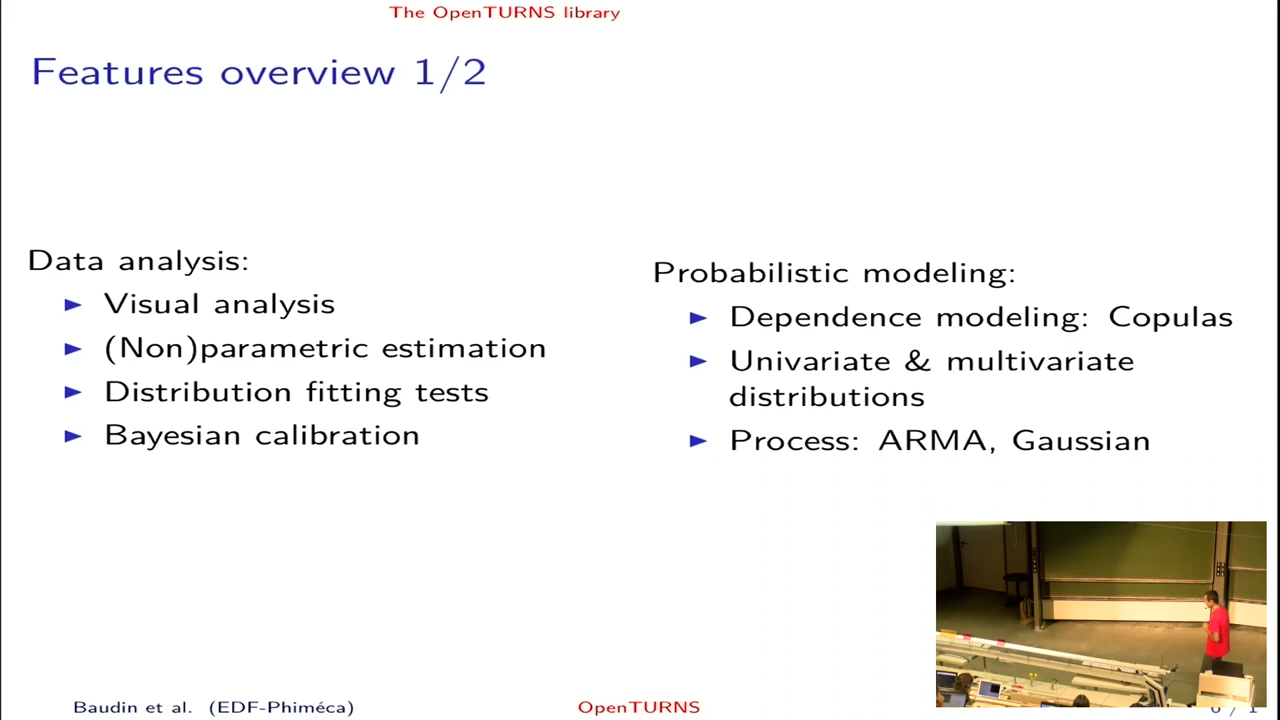 The OpenTURNS library
Features overview 1/2
Data analysis:
Visual analysis
(Non)parametric estimation
Distribution fitting tests
Bayesian calibration
Probabilistic modeling:
Dependence modeling: Copulas
Univariate & multivariate
distributions
Process: ARMA, Gaussian
Baudin et al. (EDF-Phiméca)
OpenTURNS